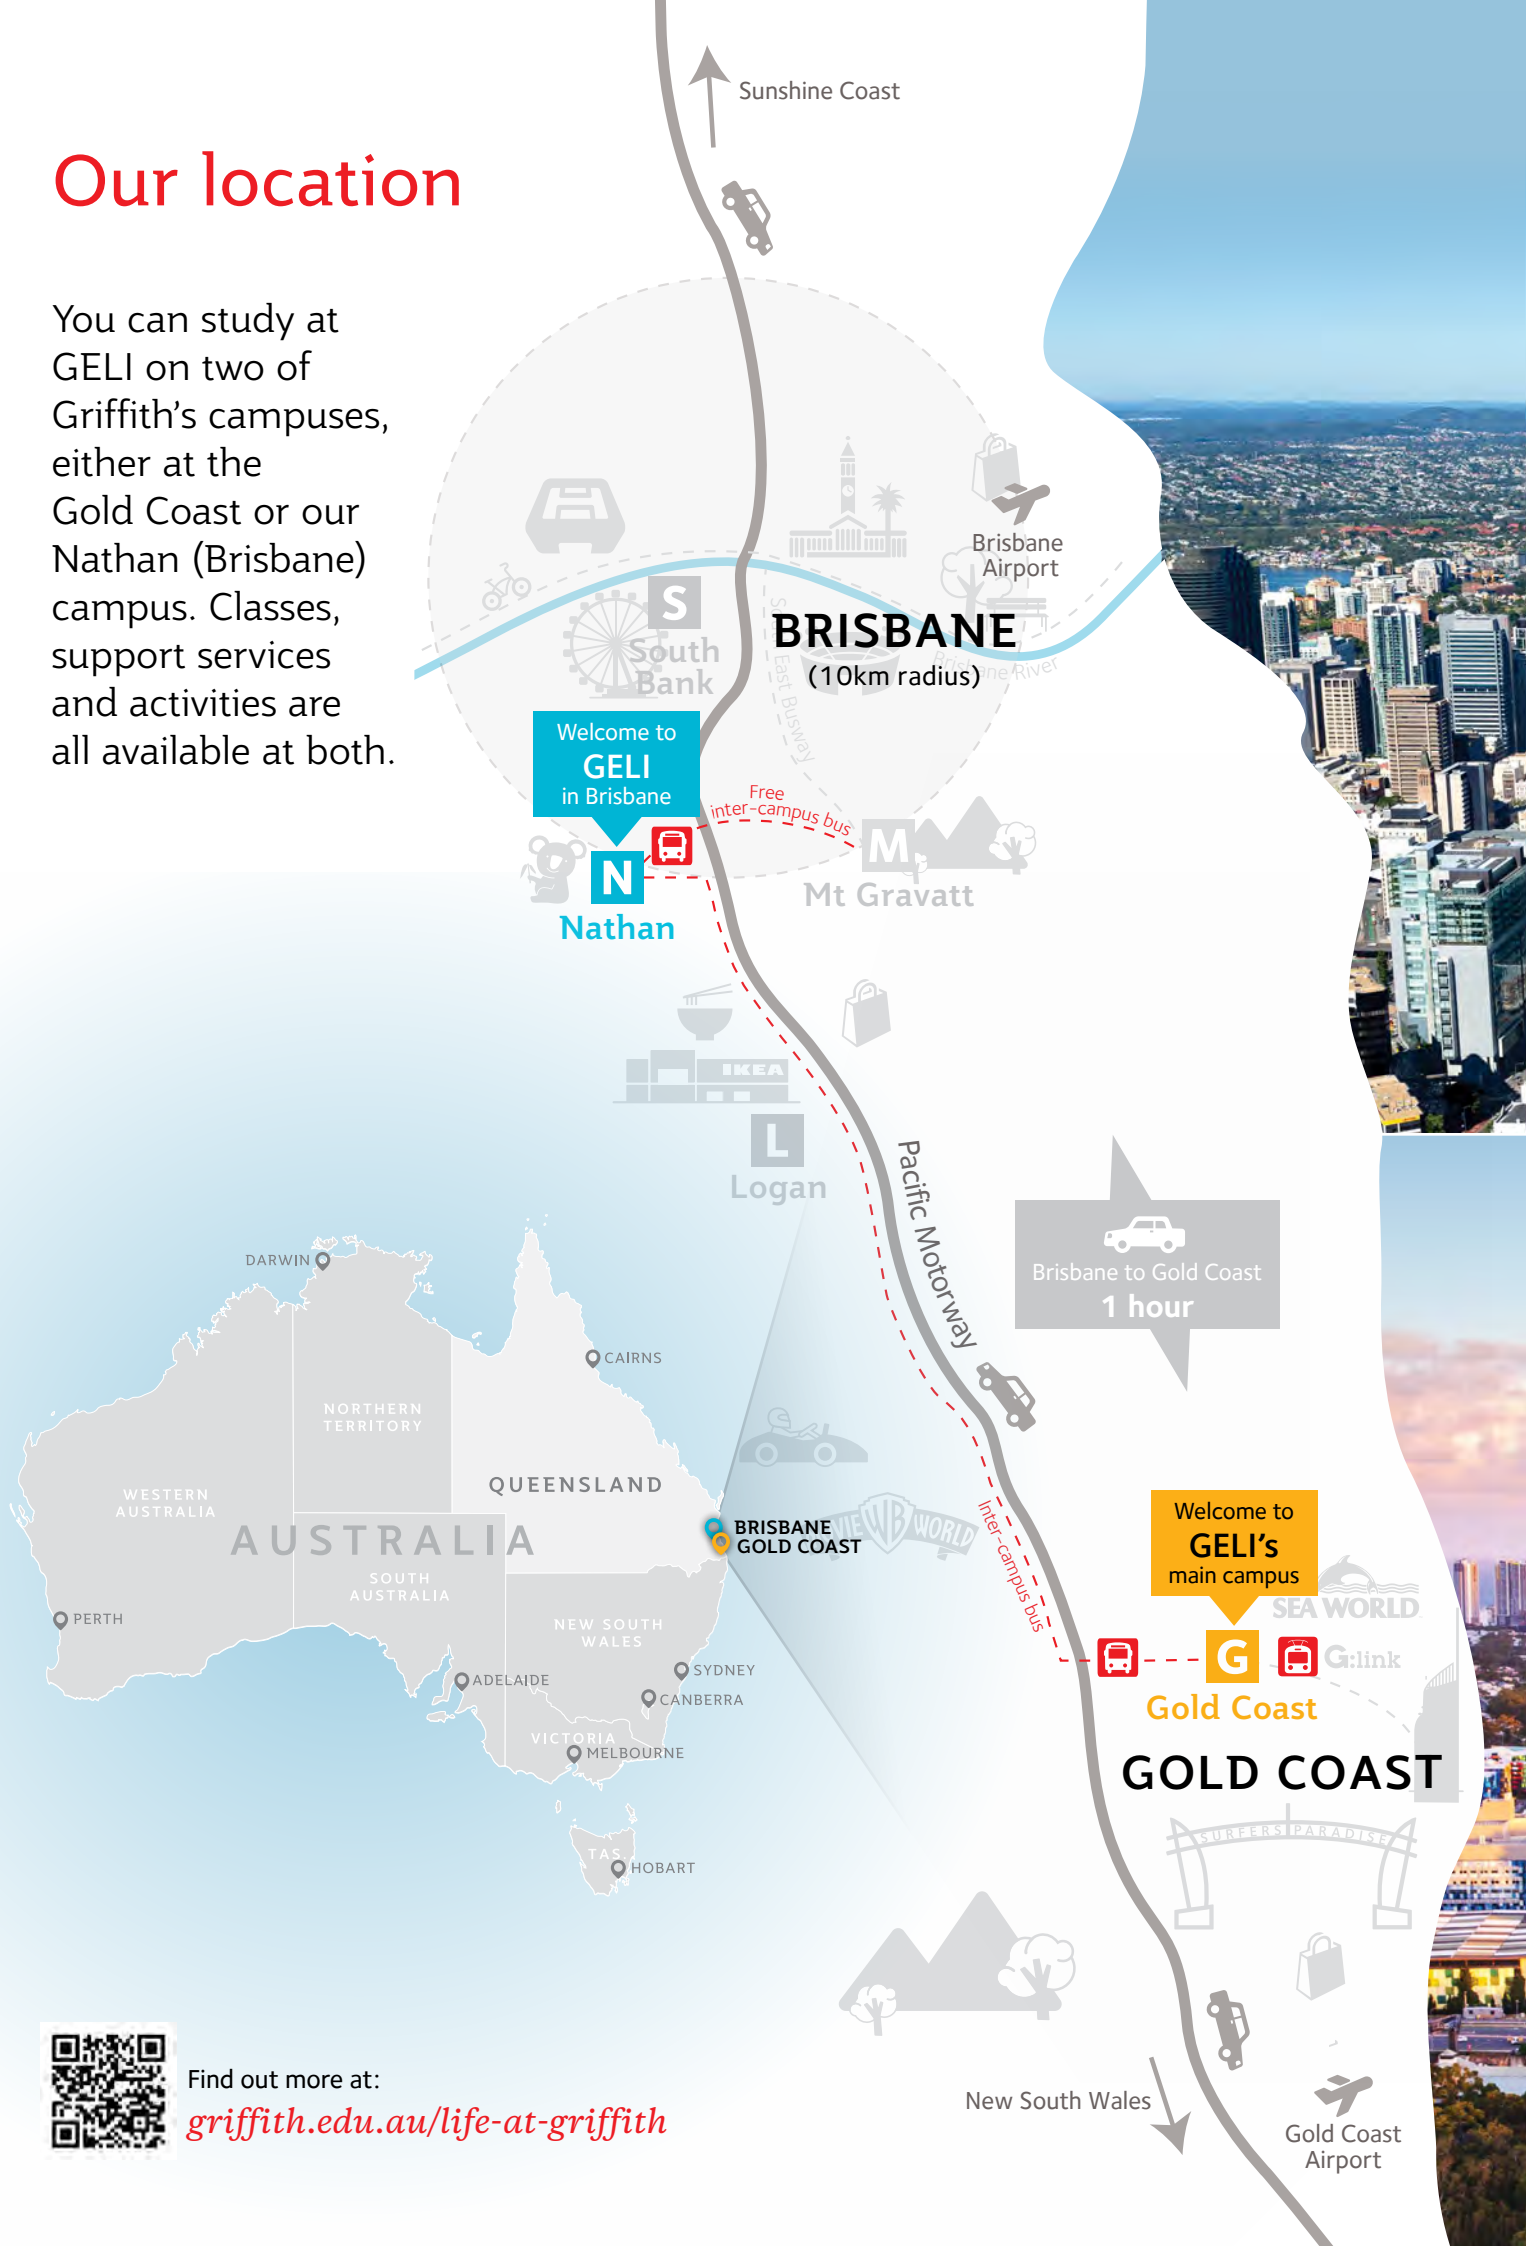 Sunshine Coast
Our location
You can study at
GELI on two of
Griffith's campuses,
either at the
Gold Coast or our
Nathan (Brisbane)
campus. Classes,
support services
and activities are
all available at both.
Brisbane
Airport
S
South
Bank
BRISBANE
(10km radius)
Brisbane River
South East Busway
Welcome to
GELI
in Brisbane
Free
inter-campus bus
N
Nathan
M
Mt Gravatt
IKEA
L
Logan
Pacific Motorway
Brisbane to Gold Coast
1 hour
DARWIN
CAIRNS
NORTHERN
TERRITORY
QUEENSLAND
WESTERN
AUSTRALIA
AUSTRALIA
BRISBANE
GOLD COAST
SOUTH
AUSTRALIA
PERTH
NEW SOUTH
WALES
SYDNEY
ADELAIDE
CANBERRA
VICTORIA
MELBOURNE
TAS.
HOBART
WB
WORLD
Inter-campus bus
Welcome to
GELI's
main campus
SEA WORLD
G
G:link
Gold Coast
GOLD COAST
SURFERS PARADISE
New South Wales
Gold Coast
Airport
Find out more at:
griffith.edu.au/life-at-griffith